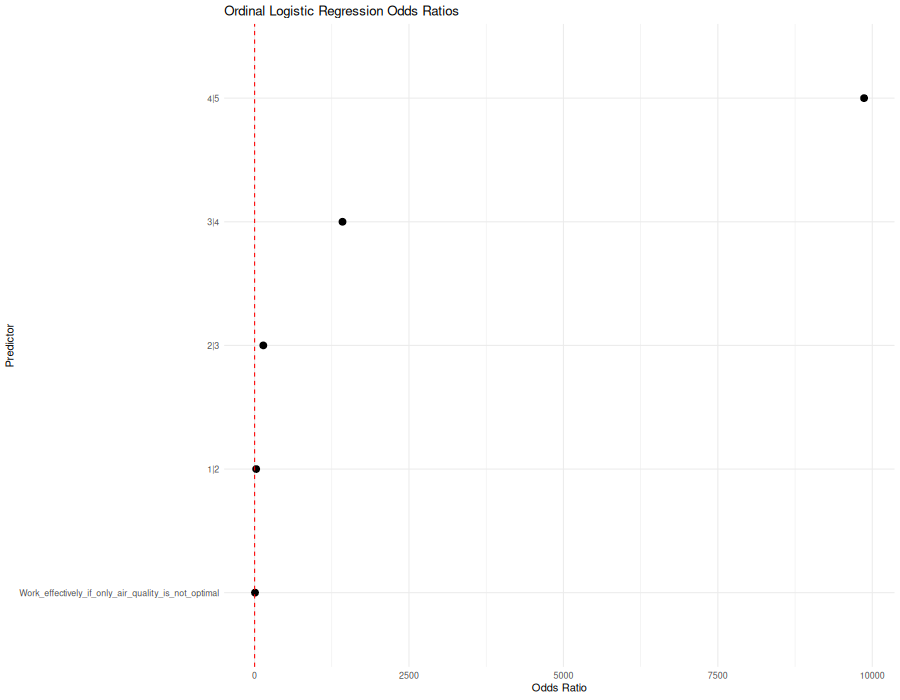 Ordinal Logistic Regression Odds Ratios
4|5
3|4
2|3
1|2
Work_effectively_if_only_air_quality_is_not_optimal
Predictor
0 2500 5000 7500 10000
Odds Ratio